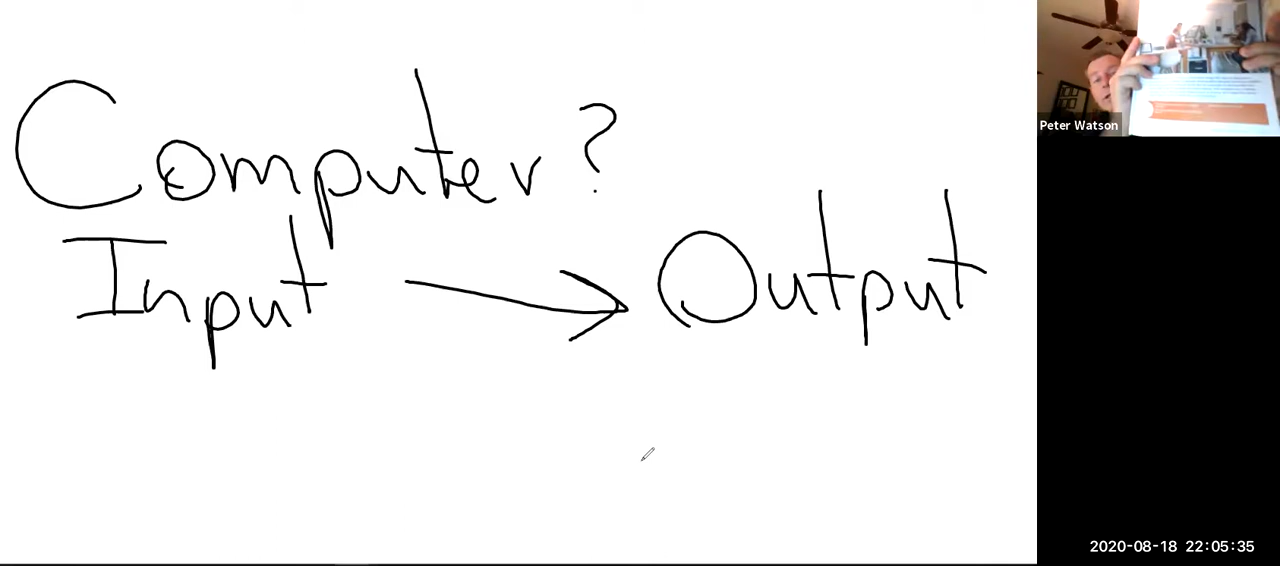 Computer?
Input → Output
Peter Watson
2020-08-18 22:05:35